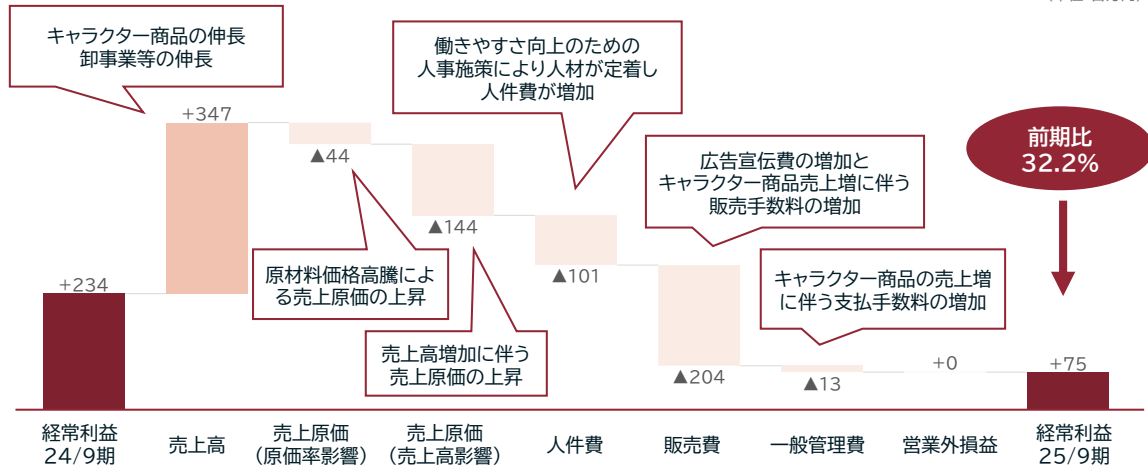 キャラクター商品の伸長
卸事業等の伸長
働きやすさ向上のための
人事施策により人材が定着し
人件費が増加
広告宣伝費の増加と
キャラクター商品売上増に伴う
販売手数料の増加
前期比
32.2%
原材料価格高騰によ
る売上原価の上昇
売上高増加に伴う
売上原価の上昇
キャラクター商品の売上増
に伴う支払手数料の増加
+234
+347
▲44
▲144
▲101
▲204
▲13
+0
+75
経常利益
24/9期
売上高
売上原価
(原価率影響)
売上原価
(売上高影響)
人件費
販売費
一般管理費
営業外損益
経常利益
25/9期